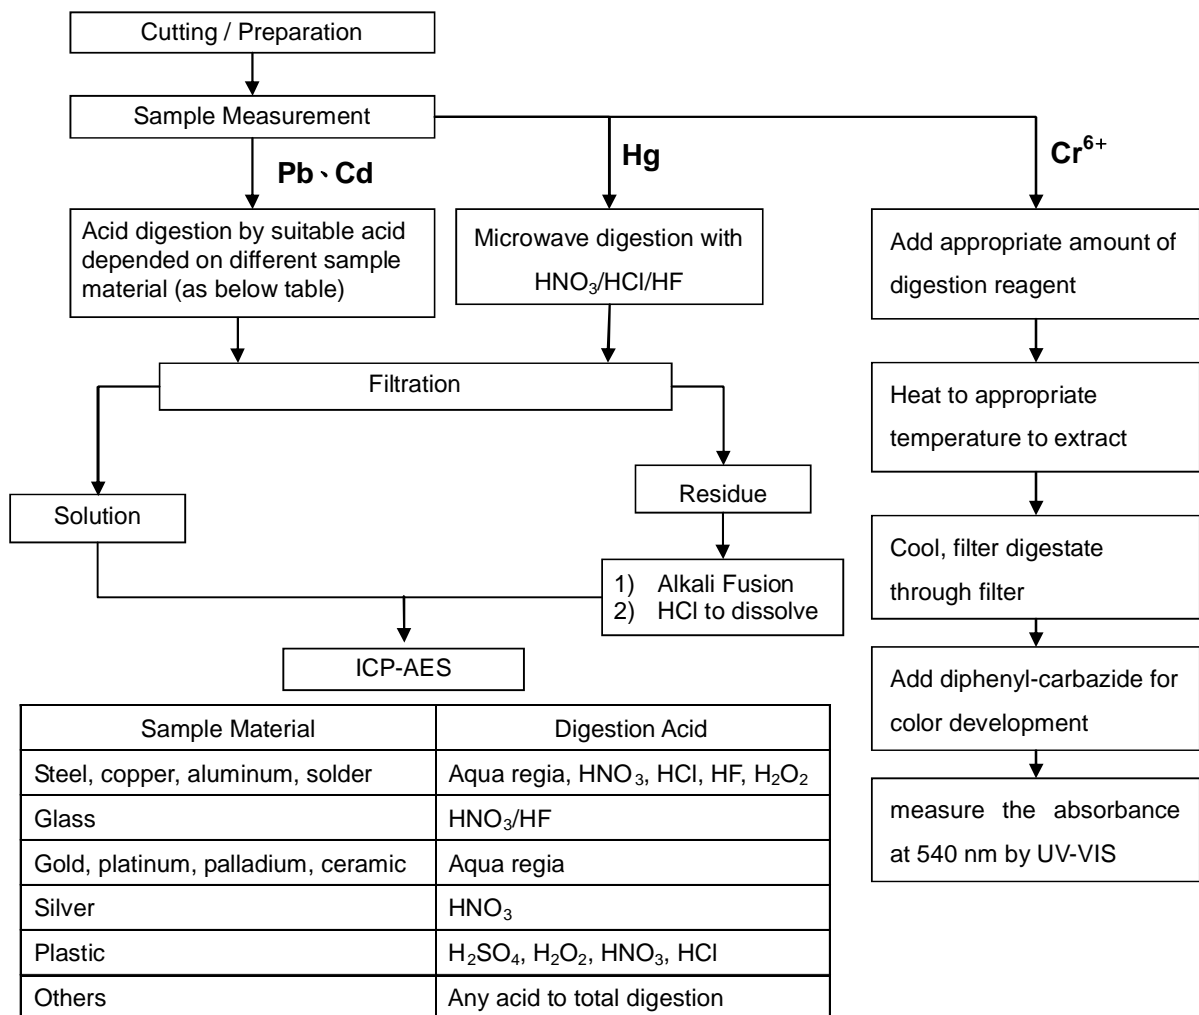 Cutting / Preparation
Sample Measurement
Pb、Cd
Hg
Cr⁶⁺
Acid digestion by suitable acid
depended on different sample
material (as below table)
Microwave digestion with
HNO₃/HCl/HF
Add appropriate amount of
digestion reagent
Filtration
Heat to appropriate
temperature to extract
Solution
Residue
1) Alkali Fusion
2) HCl to dissolve
Cool, filter digestate
through filter
ICP-AES
Add diphenyl-carbazide for
color development
measure the absorbance
at 540 nm by UV-VIS
Sample Material Digestion Acid
Steel, copper, aluminum, solder Aqua regia, HNO₃, HCl, HF, H₂O₂
Glass HNO₃/HF
Gold, platinum, palladium, ceramic Aqua regia
Silver HNO₃
Plastic H₂SO₄, H₂O₂, HNO₃, HCl
Others Any acid to total digestion